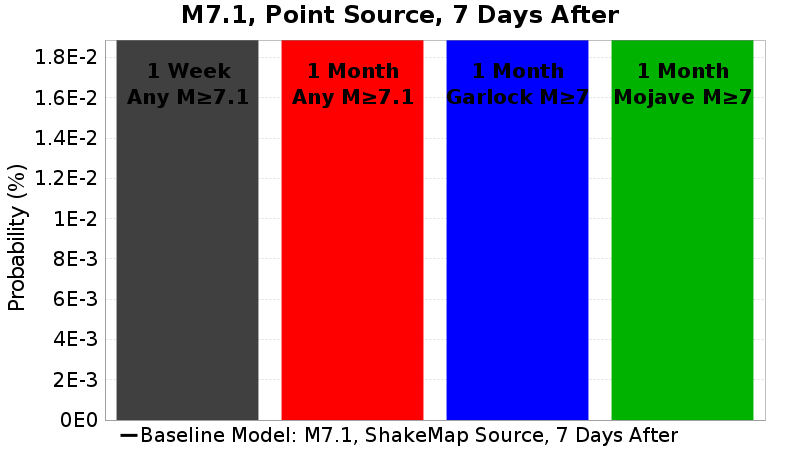 M7.1, Point Source, 7 Days After
Probability (%)
1.8E-2
1.6E-2
1.4E-2
1.2E-2
1E-2
8E-3
6E-3
4E-3
2E-3
0E0
1 Week
Any M≥7.1
1 Month
Any M≥7.1
1 Month
Garlock M≥7
1 Month
Mojave M≥7
Baseline Model: M7.1, ShakeMap Source, 7 Days After